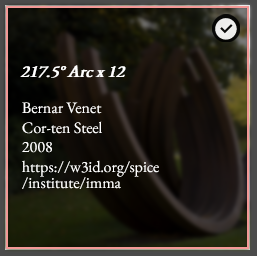 217.5° Arc x 12
Bernar Venet
Cor-ten Steel
2008
https://w3id.org/spice
/institute/imma